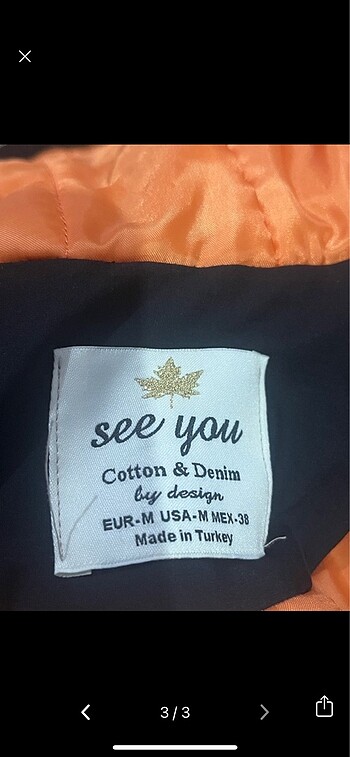 see you
Cotton & Denim
by design
EUR-M USA-M MEX-38
Made in Turkey
3 / 3